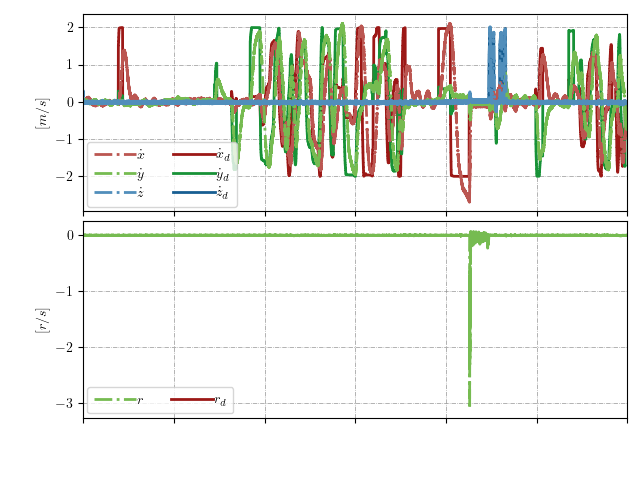 2
1
0
−1
−2
[m/s]
ẋ ẋ_d
ẏ ẏ_d
ż ż_d
0
−1
−2
−3
[r/s]
r r_d